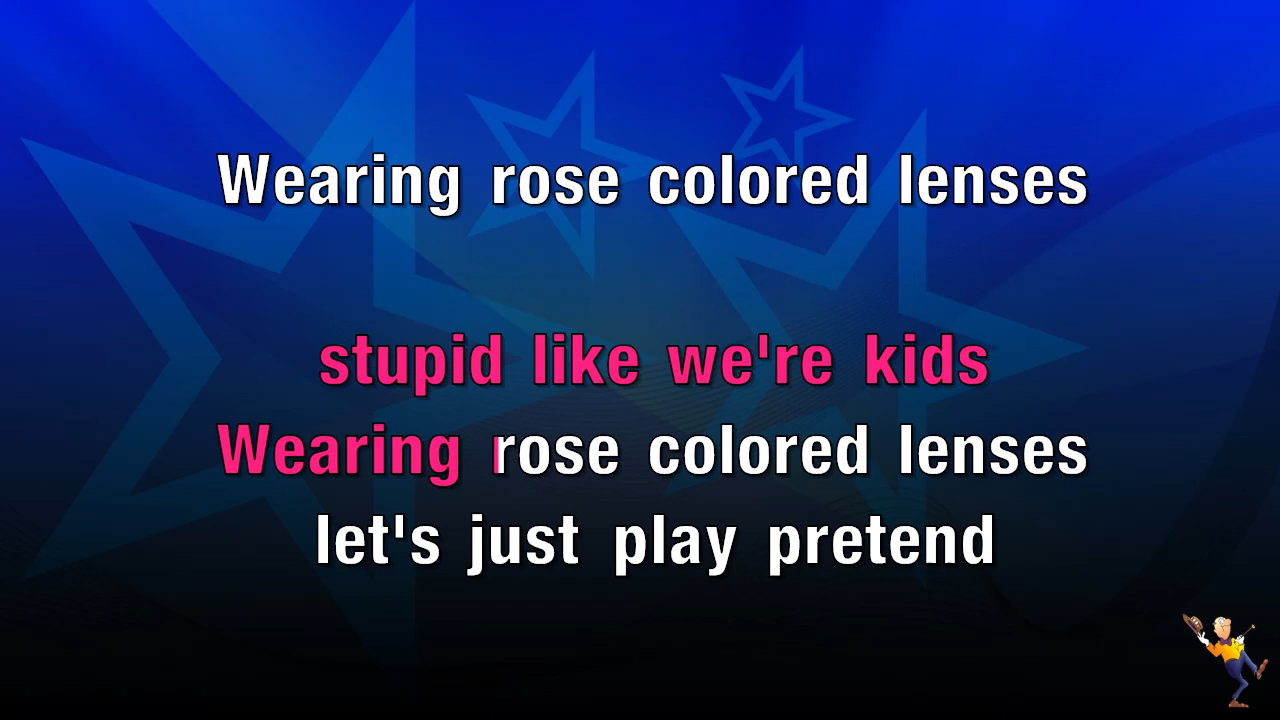 Wearing rose colored lenses
stupid like we're kids
Wearing rose colored lenses
let's just play pretend